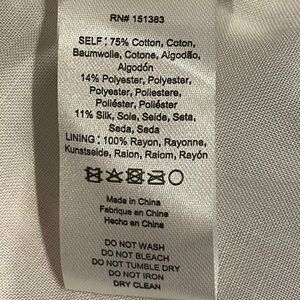 RN# 151383
SELF: 75% Cotton, Coton,
Baumwolle, Cotone, Algodão,
Algodón
14% Polyester, Polyester,
Polyester, Poliestere,
Poliéster, Poliéster
11% Silk, Soie, Seide, Seta,
Seda, Seda
LINING: 100% Rayon, Rayonne,
Kunstseide, Raion, Raiom, Rayón
Made in China
Fabrique en Chine
Hecho en China
DO NOT WASH
DO NOT BLEACH
DO NOT TUMBLE DRY
DO NOT IRON
DRY CLEAN